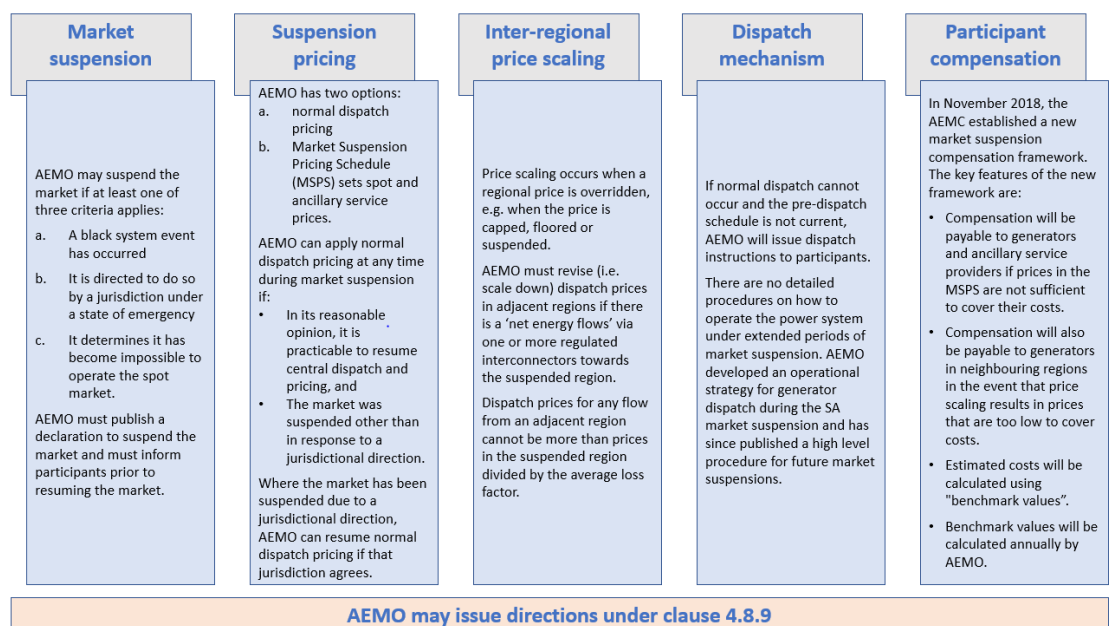 Market
suspension
AEMO may suspend the
market if at least one of
three criteria applies:
a. A black system event
has occurred
b. It is directed to do so
by a jurisdiction under
a state of emergency
c. It determines it has
become impossible to
operate the spot
market.
AEMO must publish a
declaration to suspend the
market and must inform
participants prior to
resuming the market.
Suspension
pricing
AEMO has two options:
a. normal dispatch
pricing
b. Market Suspension
Pricing Schedule
(MSPS) sets spot and
ancillary service
prices.
AEMO can apply normal
dispatch pricing at any time
during market suspension
if:
• In its reasonable
opinion, it is
practicable to resume
central dispatch and
pricing, and
• The market was
suspended other than
in response to a
jurisdictional direction.
Where the market has been
suspended due to a
jurisdictional direction,
AEMO can resume normal
dispatch pricing if that
jurisdiction agrees.
Inter-regional
price scaling
Price scaling occurs when a
regional price is overridden,
e.g. when the price is
capped, floored or
suspended.
AEMO must revise (i.e.
scale down) dispatch prices
in adjacent regions if there
is a ‘net energy flows’ via
one or more regulated
interconnectors towards
the suspended region.
Dispatch prices for any flow
from an adjacent region
cannot be more than prices
in the suspended region
divided by the average loss
factor.
Dispatch
mechanism
If normal dispatch cannot
occur and the pre-dispatch
schedule is not current,
AEMO will issue dispatch
instructions to participants.
There are no detailed
procedures on how to
operate the power system
under extended periods of
market suspension. AEMO
developed an operational
strategy for generator
dispatch during the SA
market suspension and has
since published a high level
procedure for future market
suspensions.
Participant
compensation
In November 2018, the
AEMC established a new
market suspension
compensation framework.
The key features of the new
framework are:
• Compensation will be
payable to generators
and ancillary service
providers if prices in the
MSPS are not sufficient
to cover their costs.
• Compensation will also
be payable to generators
in neighbouring regions
in the event that price
scaling results in prices
that are too low to cover
costs.
• Estimated costs will be
calculated using
"benchmark values”.
• Benchmark values will be
calculated annually by
AEMO.
AEMO may issue directions under clause 4.8.9